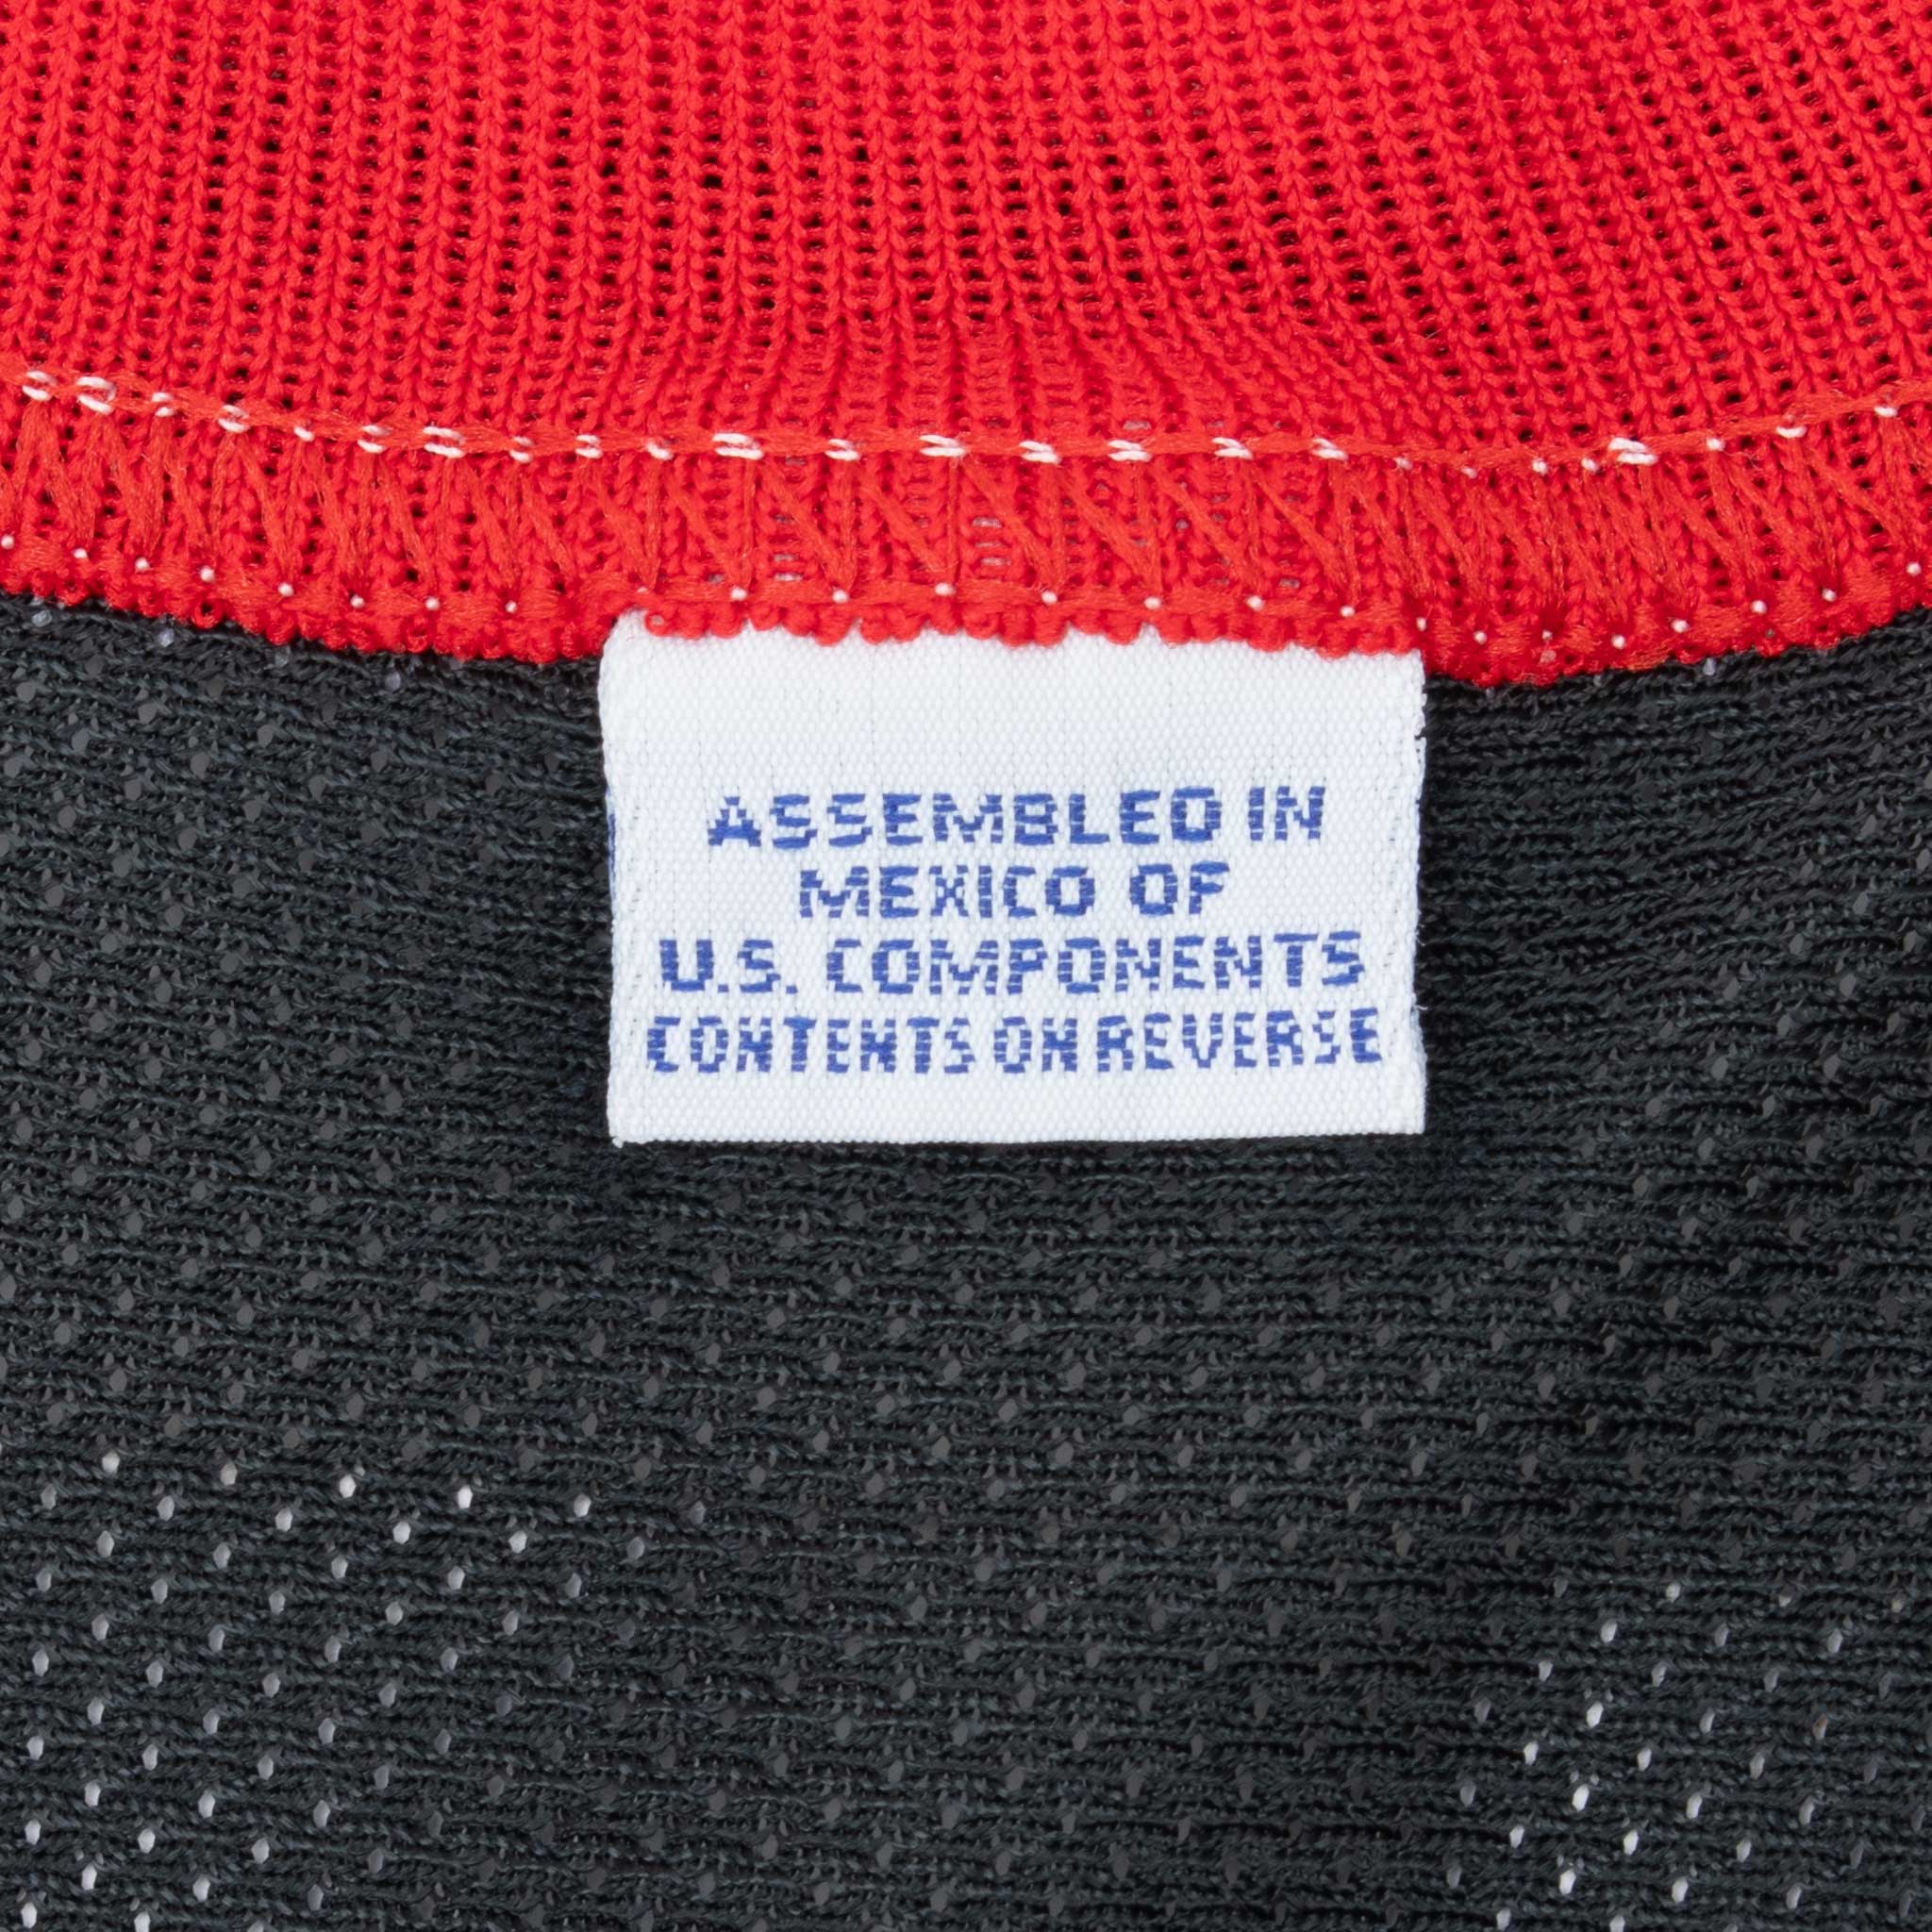 ASSEMBLED IN
MEXICO OF
U.S. COMPONENTS
CONTENTS ON REVERSE